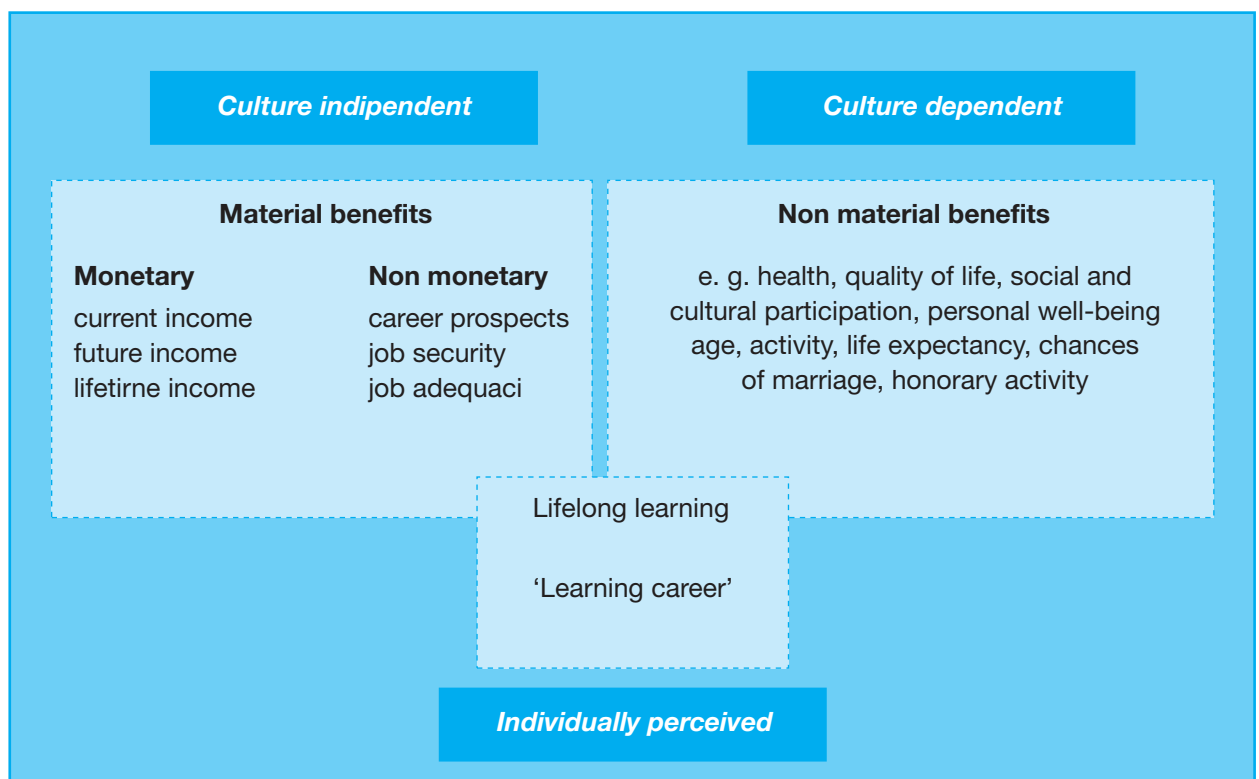 Culture indipendent
Culture dependent
Material benefits
Monetary
current income
future income
lifetirne income
Non monetary
career prospects
job security
job adequaci
Non material benefits
e. g. health, quality of life, social and
cultural participation, personal well-being
age, activity, life expectancy, chances
of marriage, honorary activity
Lifelong learning
‘Learning career’
Individually perceived